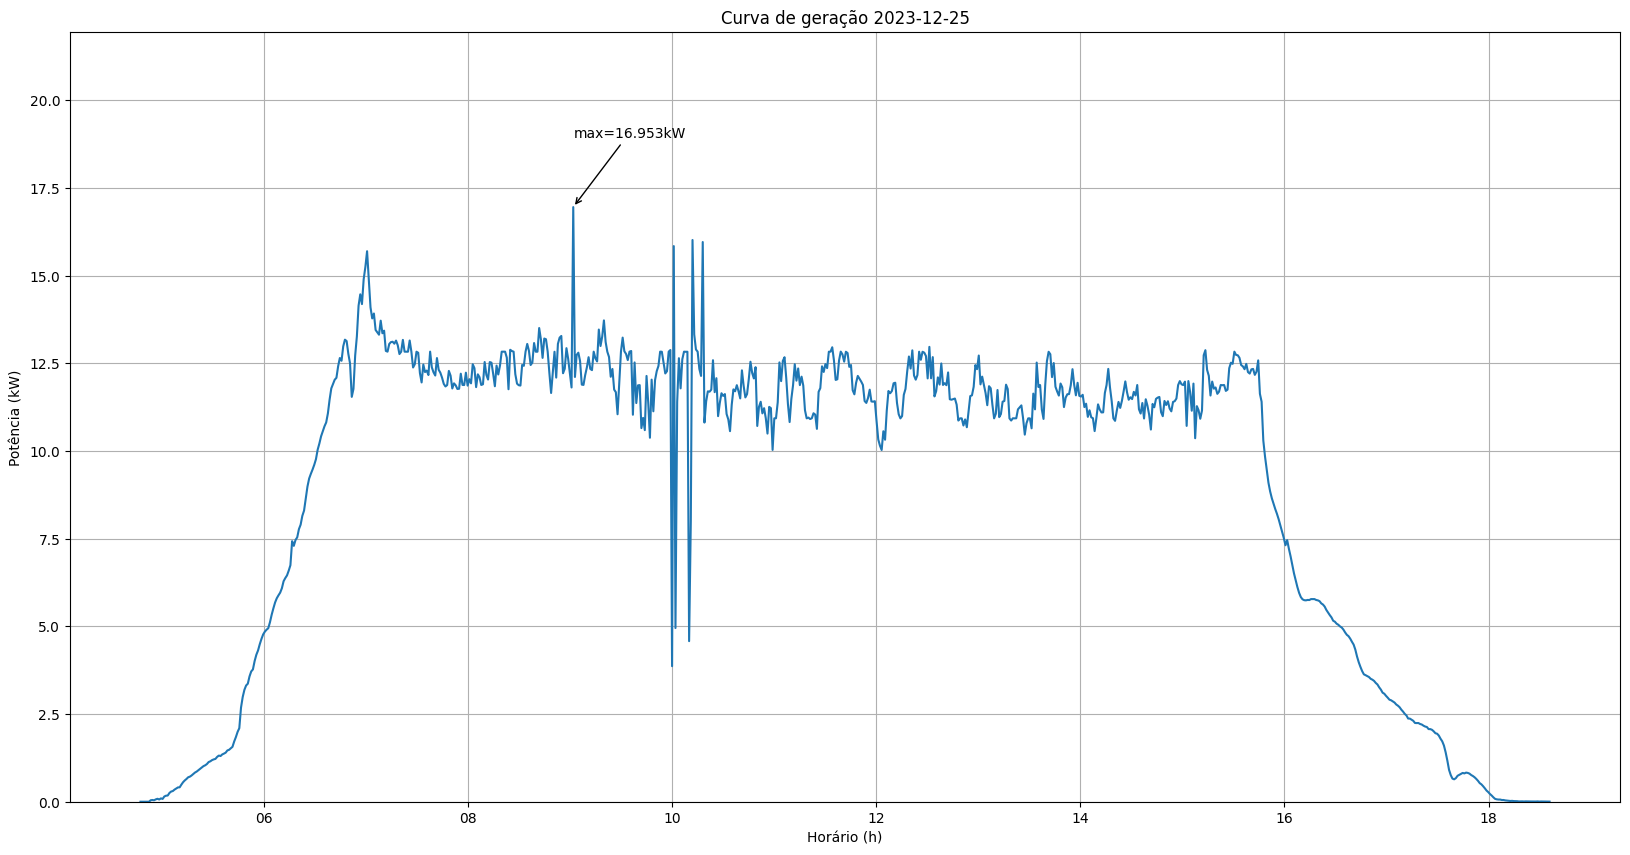 Curva de geração 2023-12-25
Potência (kW)
20.0
17.5
15.0
12.5
10.0
7.5
5.0
2.5
0.0
max=16.953kW
06 08 10 12 14 16 18
Horário (h)